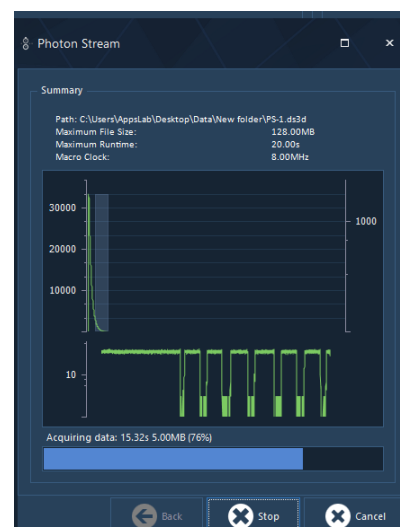 Photon Stream
Summary
Path: C:\Users\AppsLab\Desktop\Data\New folder\PS-1.ds3d
Maximum File Size: 128.00MB
Maximum Runtime: 20.00s
Macro Clock: 8.00MHz
30000
1000
20000
10000
10
Acquiring data: 15.32s 5.00MB (76%)
Back Stop Cancel